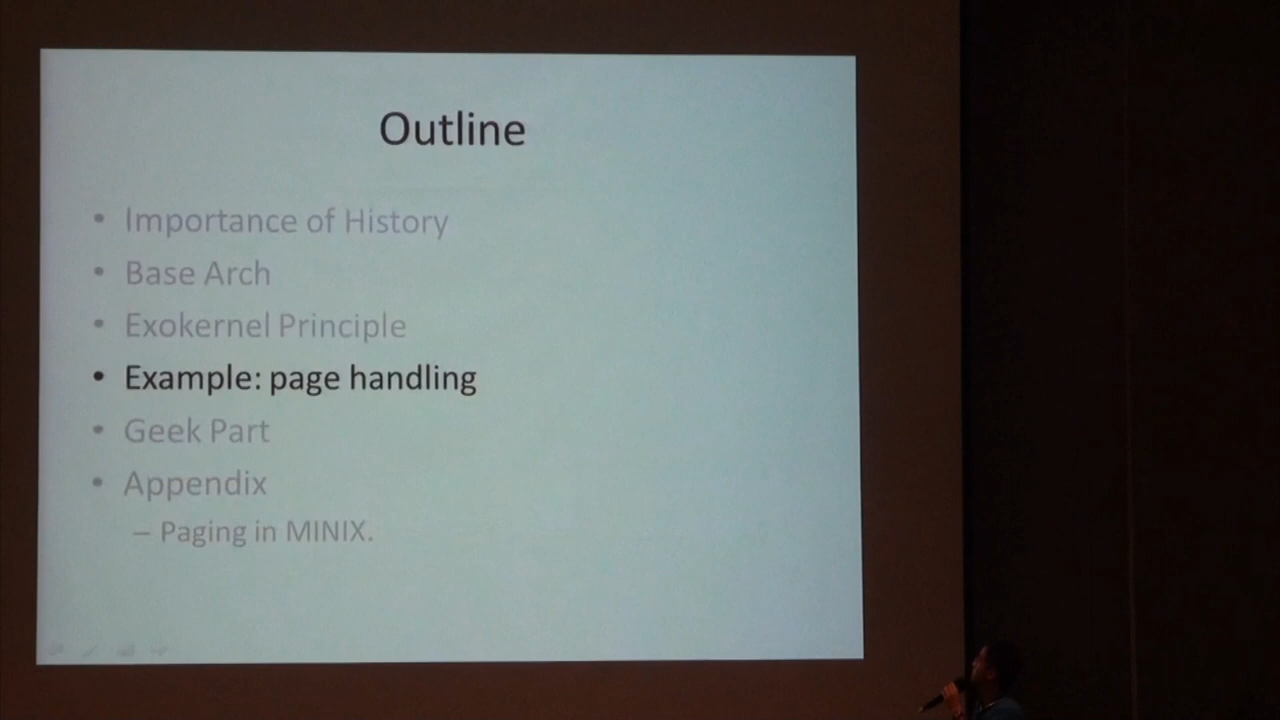 Outline
• Importance of History
• Base Arch
• Exokernel Principle
• Example: page handling
• Geek Part
• Appendix
– Paging in MINIX.